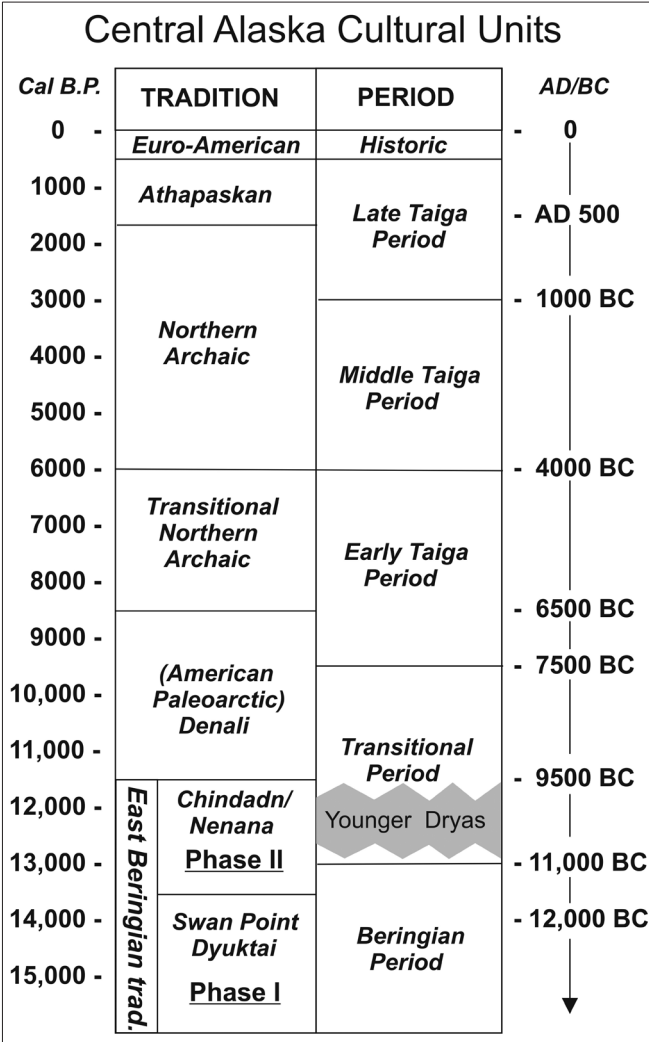 Central Alaska Cultural Units
Cal B.P. TRADITION PERIOD AD/BC
0 - Euro-American Historic - 0
1000 - Athapaskan
Late Taiga
Period
- AD 500
2000 -
3000 - - 1000 BC
Northern
Archaic
4000 -
Middle Taiga
Period
5000 -
6000 - - 4000 BC
Transitional
Northern
Archaic
7000 -
Early Taiga
Period
8000 -
- 6500 BC
9000 -
- 7500 BC
(American
Paleoarctic)
Denali
10,000 -
11,000 -
Transitional
Period
- 9500 BC
East Beringian trad.
Chindadn/
Nenana
Phase II
12,000 -
Younger Dryas
13,000 - - 11,000 BC
14,000 - - 12,000 BC
Swan Point
Dyuktai
Phase I
Beringian
Period
15,000 -